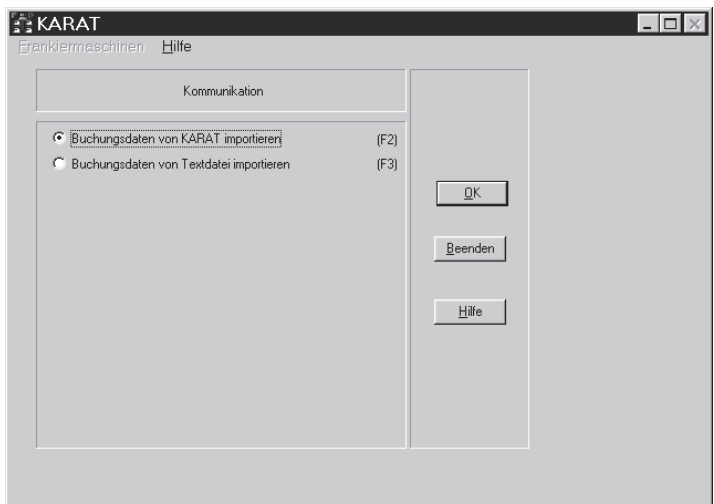 KARAT
Frankiermaschinen Hilfe
Kommunikation
Buchungsdaten von KARAT importieren (F2)
Buchungsdaten von Textdatei importieren (F3)
OK
Beenden
Hilfe